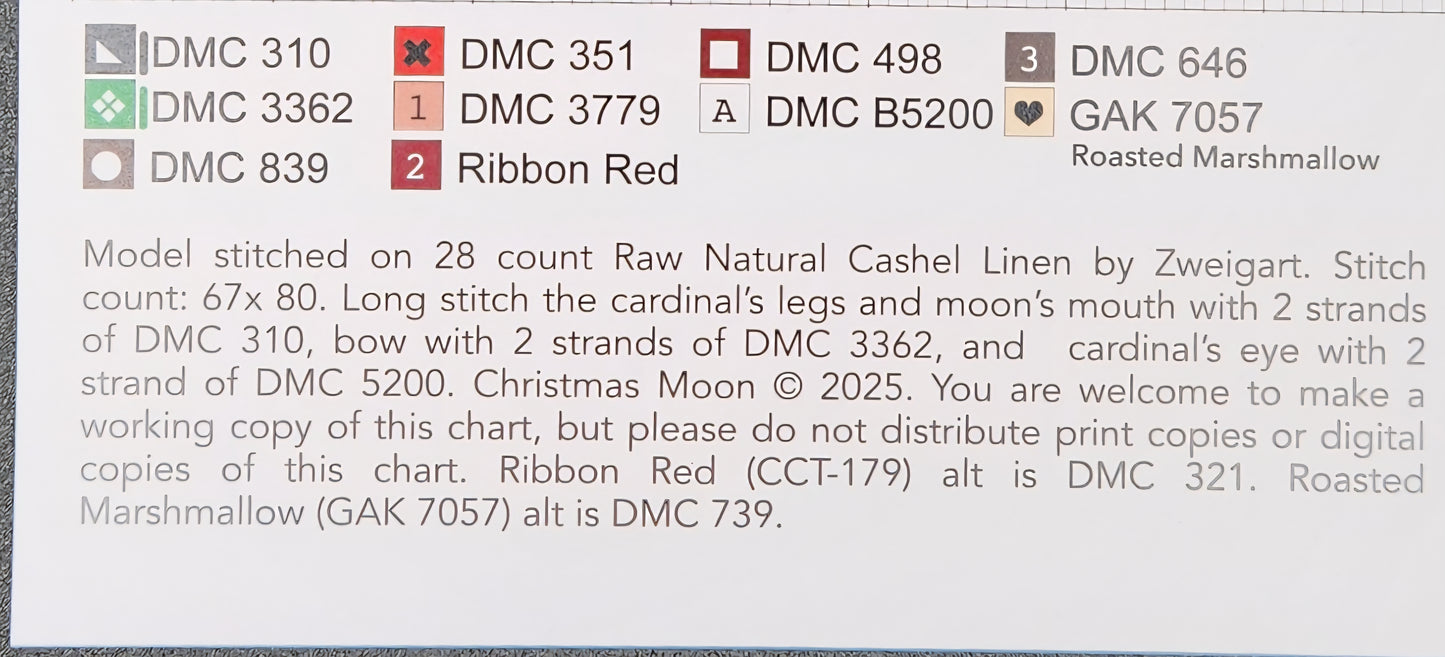 DMC 310 DMC 351 DMC 498 3 DMC 646
DMC 3362 1 DMC 3779 A DMC B5200 GAK 7057
Roasted Marshmallow
DMC 839 2 Ribbon Red
Model stitched on 28 count Raw Natural Cashel Linen by Zweigart. Stitch
count: 67x 80. Long stitch the cardinal's legs and moon's mouth with 2 strands
of DMC 310, bow with 2 strands of DMC 3362, and cardinal's eye with 2
strand of DMC 5200. Christmas Moon © 2025. You are welcome to make a
working copy of this chart, but please do not distribute print copies or digital
copies of this chart. Ribbon Red (CCT-179) alt is DMC 321. Roasted
Marshmallow (GAK 7057) alt is DMC 739.